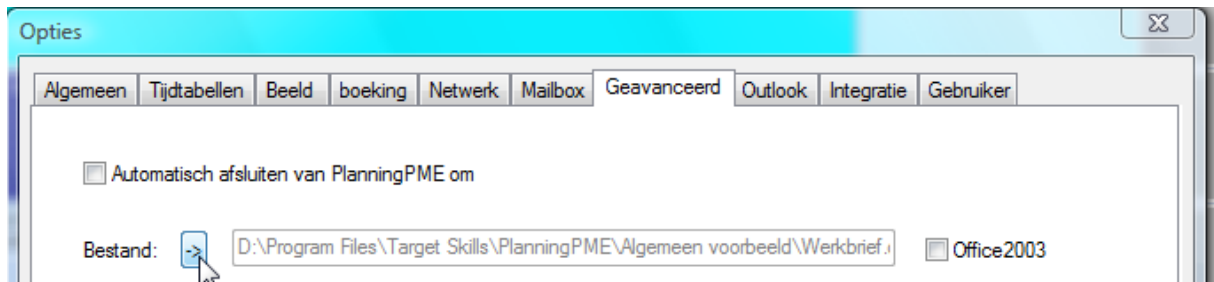 Opties
Algemeen Tijdtabellen Beeld boeking Netwerk Mailbox Geavanceerd Outlook Integratie Gebruiker
Automatisch afsluiten van PlanningPME om
Bestand: -> D:\Program Files\Target Skills\PlanningPME\Algemeen voorbeeld\Werkbrief. Office2003